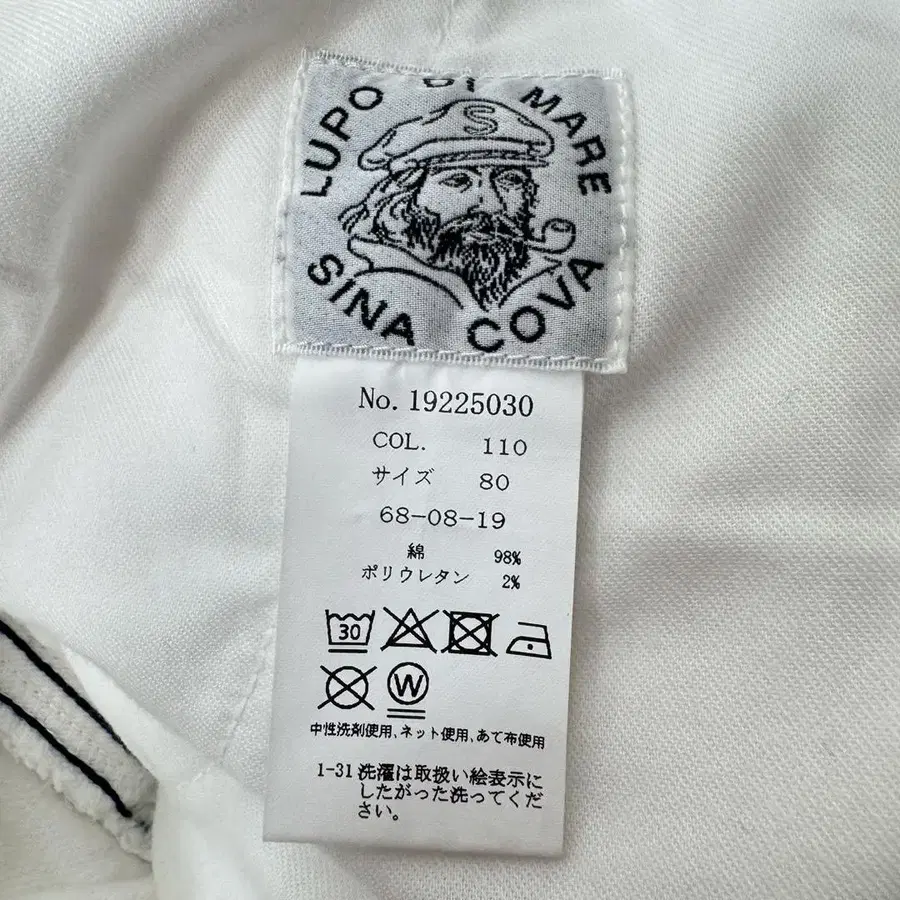 LUPO DI MARE
S
SINA COVA
No. 19225030
COL. 110
サイズ 80
68-08-19
綿 98%
ポリウレタン 2%
30
W
中性洗剤使用、ネット使用、あて布使用
1-31 洗濯は取扱い絵表示に
したがった洗ってくだ
さい。